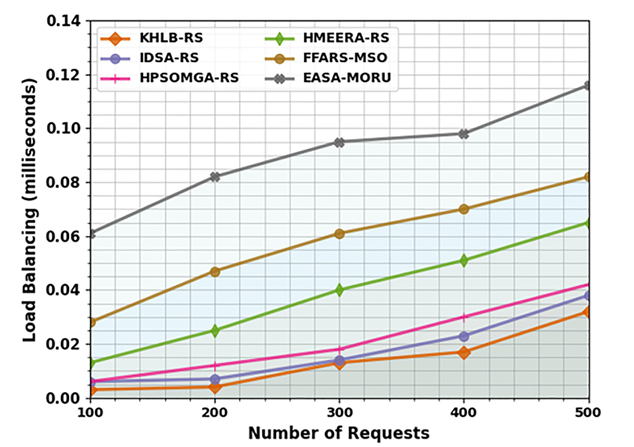 0.14
0.12
0.10
0.08
0.06
0.04
0.02
0.00
Load Balancing (milliseconds)
KHLB-RS
IDSA-RS
HPSOMGA-RS
HMEERA-RS
FFARS-MSO
EASA-MORU
100 200 300 400 500
Number of Requests